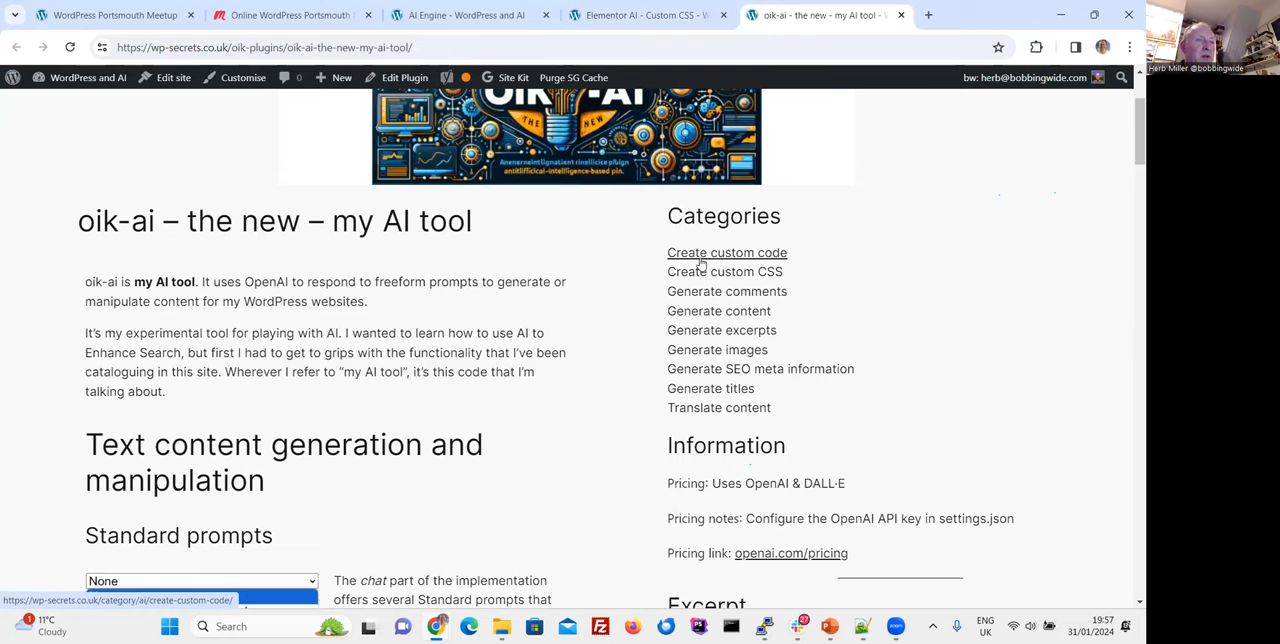 WordPress Portsmouth Meetup
Online WordPress Portsmouth
AI Engine - WordPress and AI
Elementor AI - Custom CSS - W
oik-ai - the new - my AI tool -
https://wp-secrets.co.uk/oik-plugins/oik-ai-the-new-my-ai-tool/
WordPress and AI
Edit site
Customise
0
New
Edit Plugin
Site Kit
Purge SG Cache
bw: herb@bobbingwide.com
Herb Miller @bobbingwide
OIK-AI
THE
NEW
oik-ai – the new – my AI tool
oik-ai is my AI tool. It uses OpenAI to respond to freeform prompts to generate or
manipulate content for my WordPress websites.
It’s my experimental tool for playing with AI. I wanted to learn how to use AI to
Enhance Search, but first I had to get to grips with the functionality that I’ve been
cataloguing in this site. Wherever I refer to “my AI tool”, it’s this code that I’m
talking about.
Text content generation and
manipulation
Standard prompts
None
The chat part of the implementation
offers several Standard prompts that
Categories
Create custom code
Create custom CSS
Generate comments
Generate content
Generate excerpts
Generate images
Generate SEO meta information
Generate titles
Translate content
Information
Pricing: Uses OpenAI & DALL·E
Pricing notes: Configure the OpenAI API key in settings.json
Pricing link: openai.com/pricing
Excerpt
https://wp-secrets.co.uk/category/ai/create-custom-code/
1
11°C
Cloudy
Search
27
zoom
ENG
UK
19:57
31/01/2024